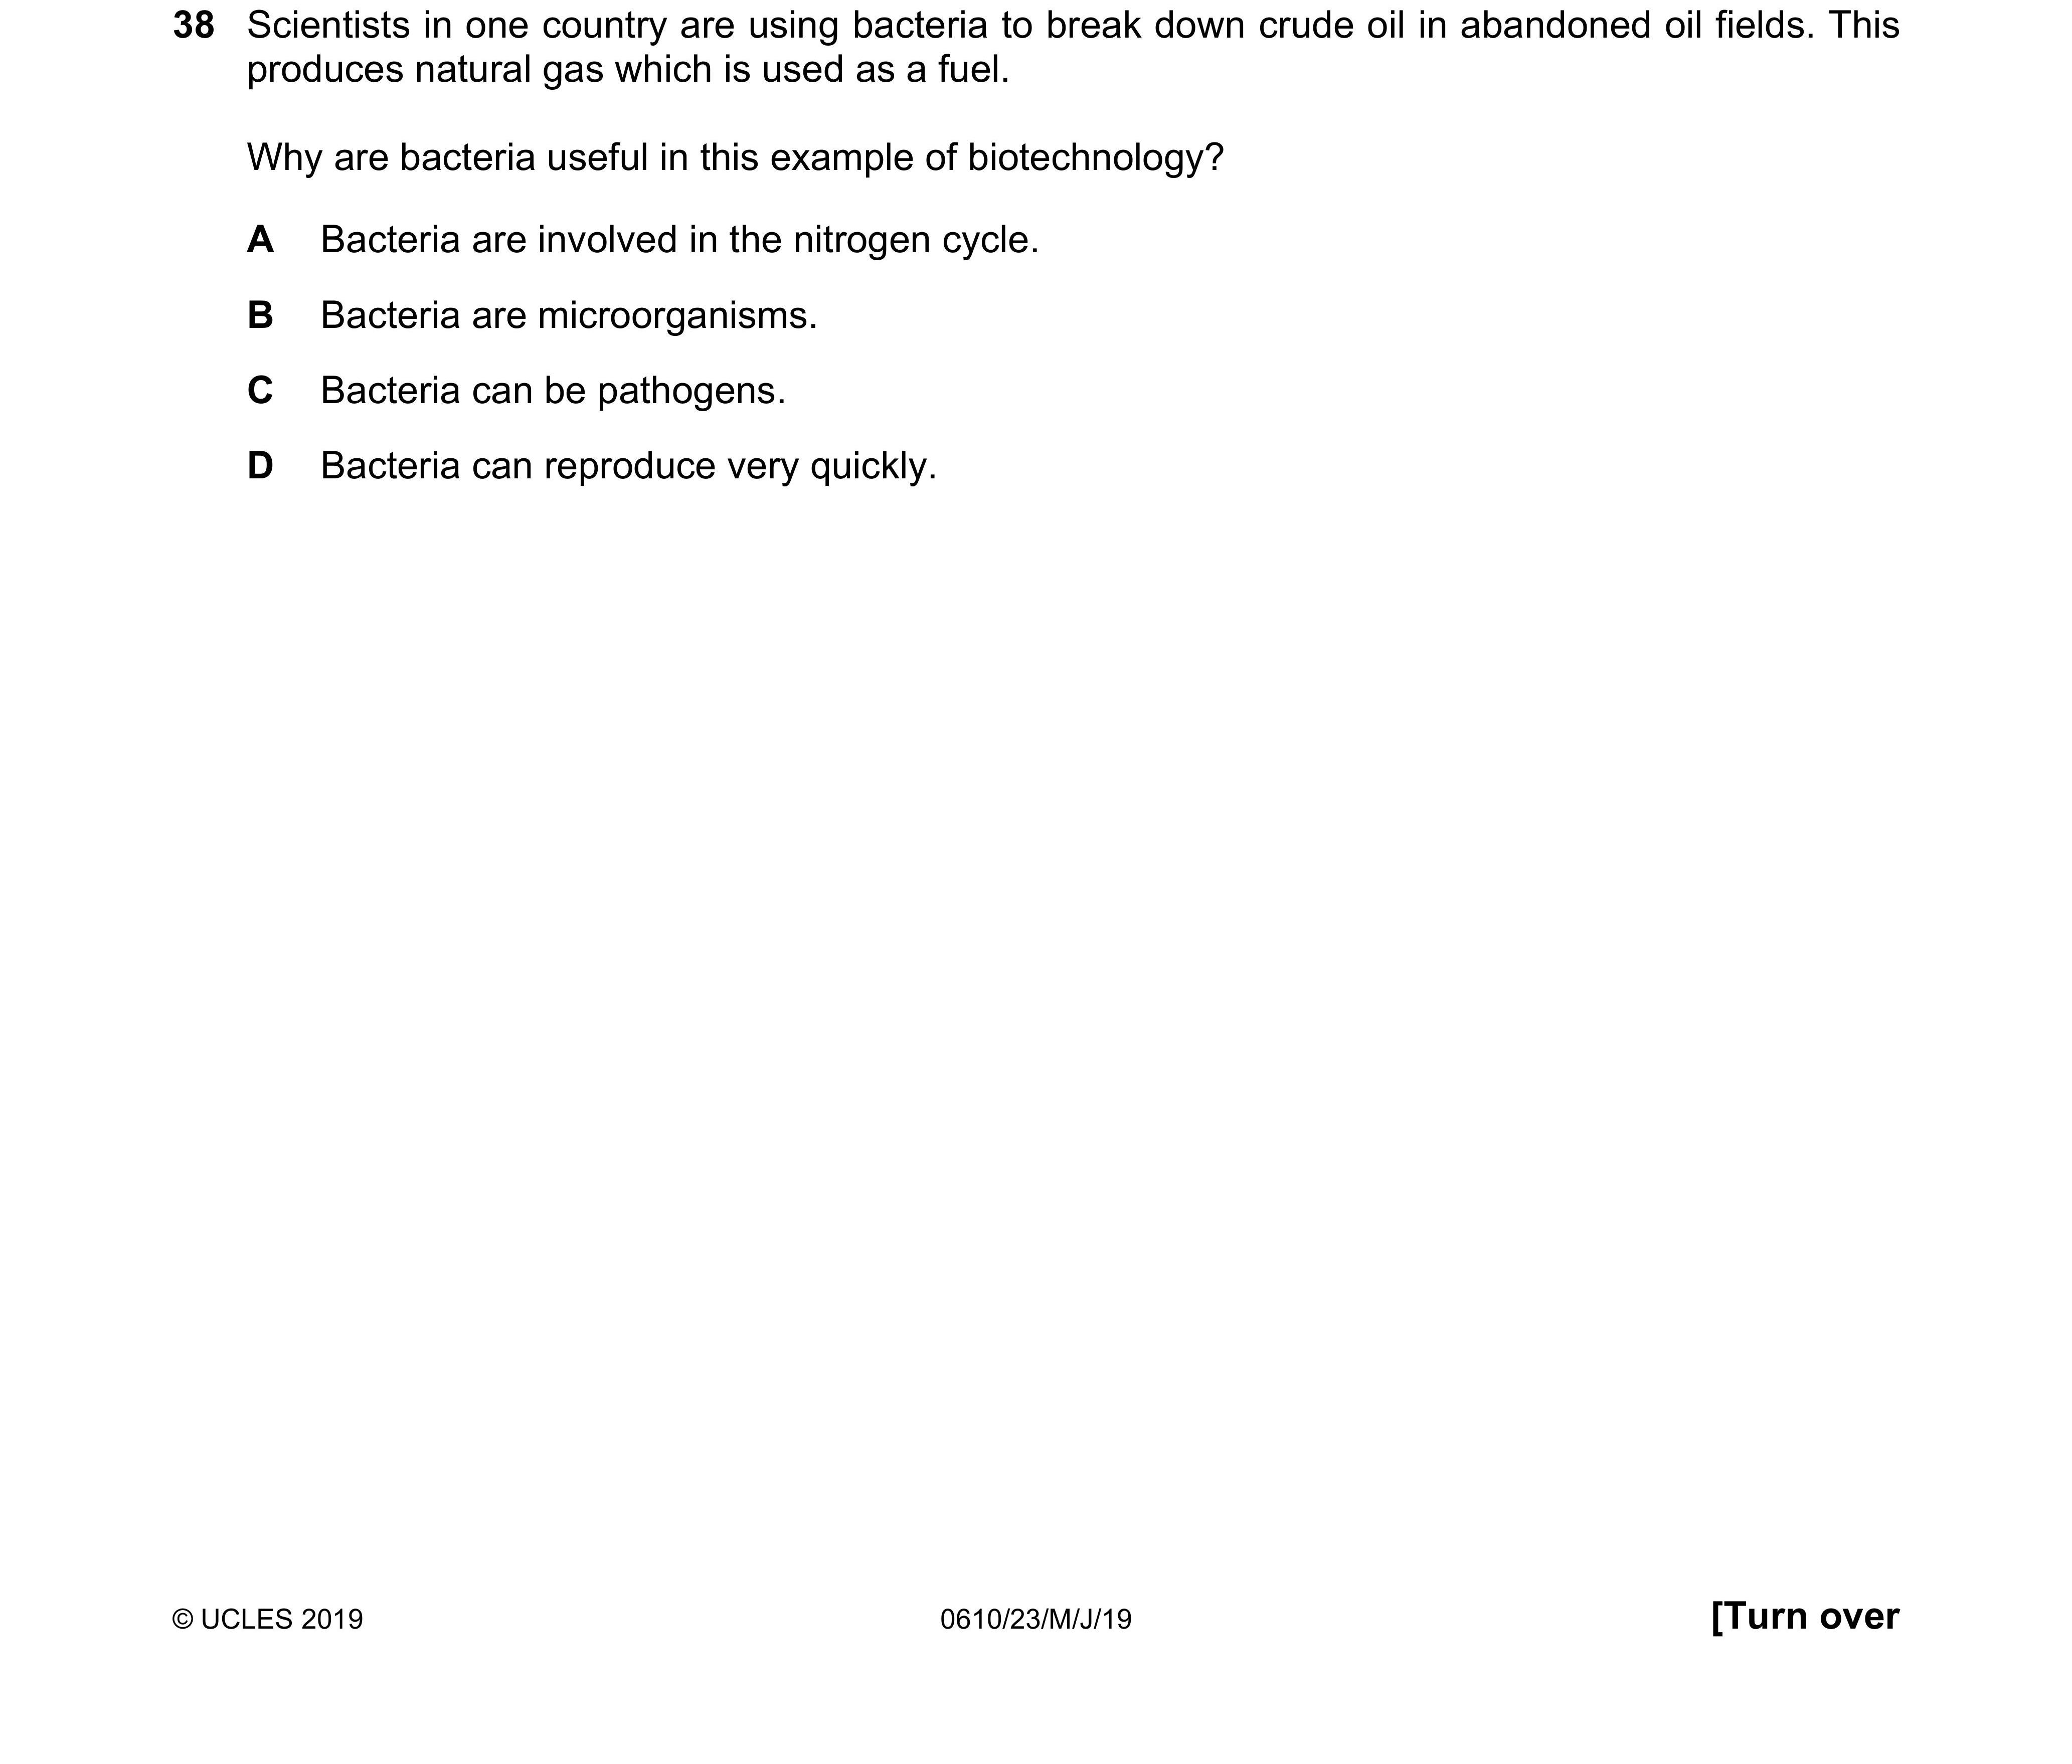 38 Scientists in one country are using bacteria to break down crude oil in abandoned oil fields. This
produces natural gas which is used as a fuel.
Why are bacteria useful in this example of biotechnology?
A Bacteria are involved in the nitrogen cycle.
B Bacteria are microorganisms.
C Bacteria can be pathogens.
D Bacteria can reproduce very quickly.
© UCLES 2019 0610/23/M/J/19 [Turn over